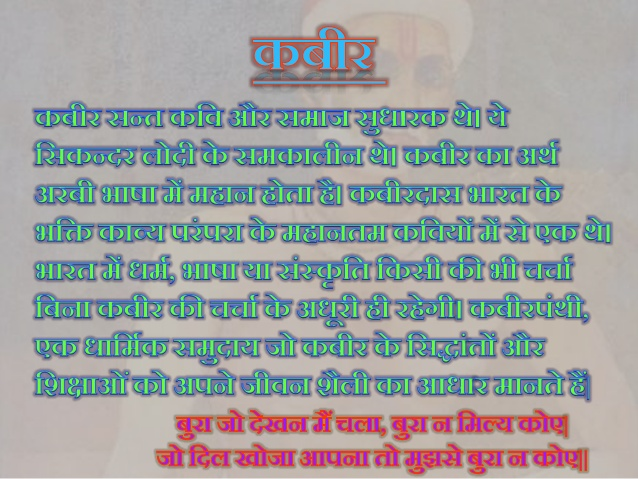 कबीर
कबीर सन्त कवि और समाज सुधारक थे। ये
सिकन्दर लोदी के समकालीन थे। कबीर का अर्थ
अरबी भाषा में महान होता है। कबीरदास भारत के
भक्ति काव्य परंपरा के महानतम कवियों में से एक थे।
भारत में धर्म, भाषा या संस्कृति किसी की भी चर्चा
बिना कबीर की चर्चा के अधूरी ही रहेगी। कबीरपंथी,
एक धार्मिक समुदाय जो कबीर के सिद्धांतों और
शिक्षाओं को अपने जीवन शैली का आधार मानते हैं|
बुरा जो देखन मैं चला, बुरा न मिल्य कोए|
जो दिल खोजा आपना तो मुझसे बुरा न कोए||